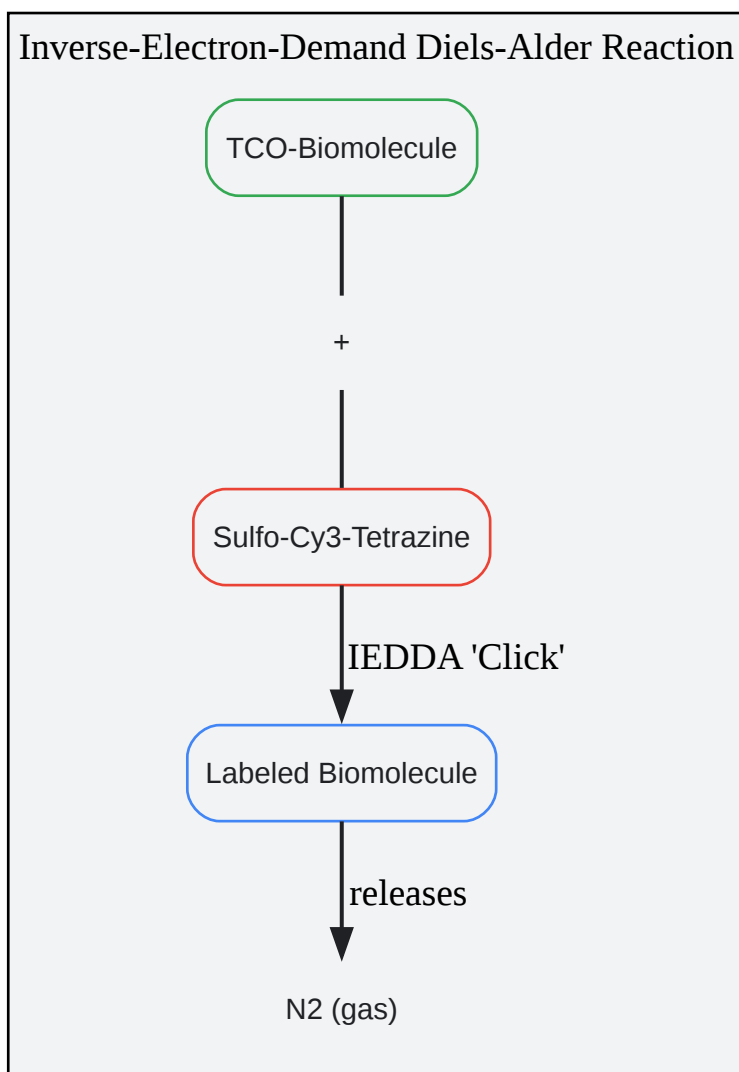 Inverse-Electron-Demand Diels-Alder Reaction
TCO-Biomolecule
+
Sulfo-Cy3-Tetrazine
IEDDA 'Click'
Labeled Biomolecule
releases
N2 (gas)